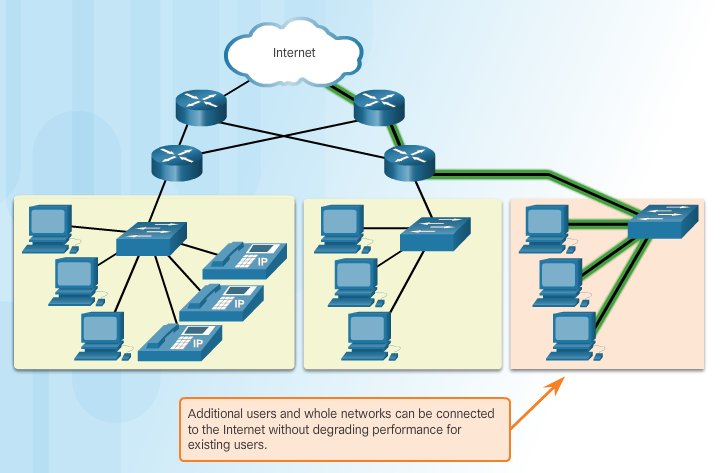 Internet
IP
IP
IP
Additional users and whole networks can be connected
to the Internet without degrading performance for
existing users.